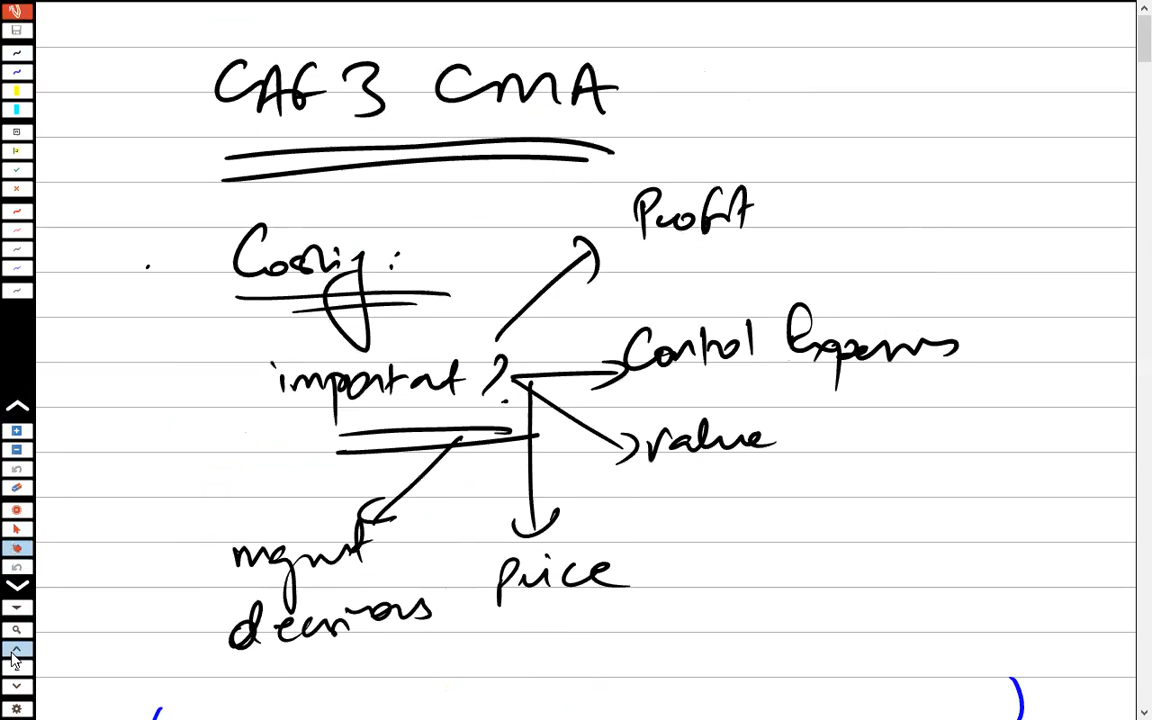 CAF 3 CMA
Profit
Costing:
important?
Control Expenses
value
mgmt
decisions
price